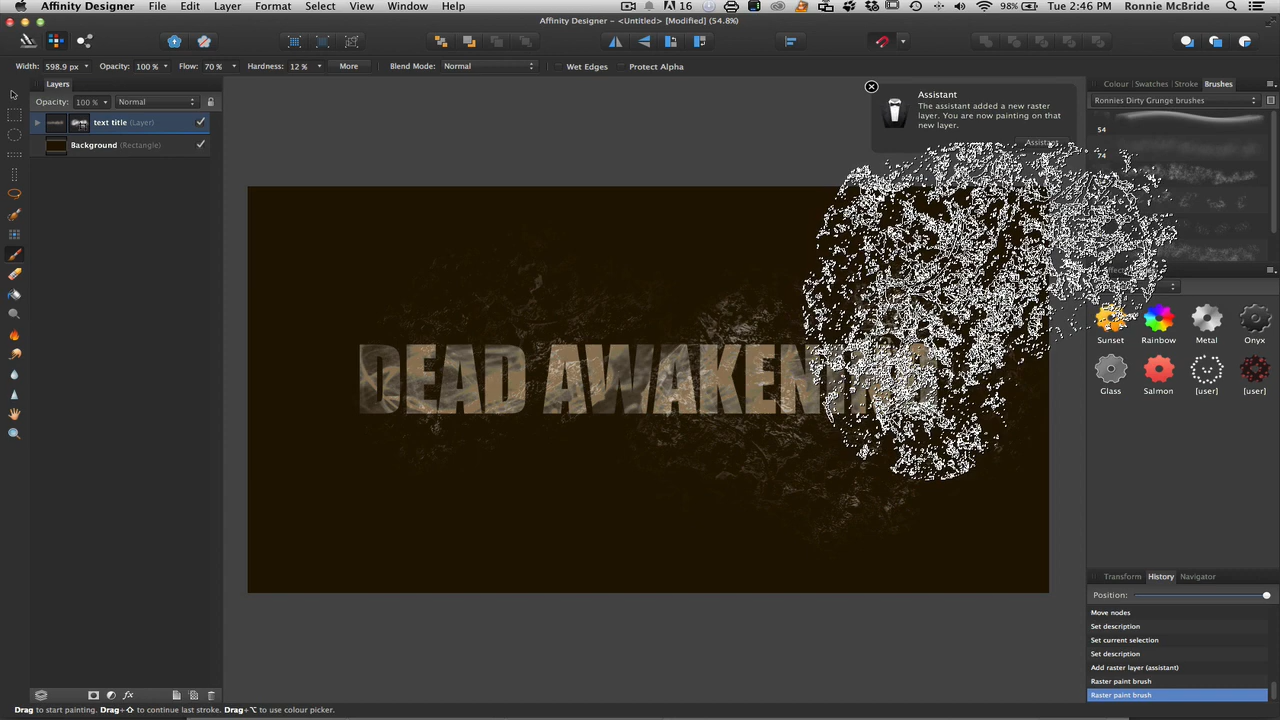 Affinity Designer File Edit Layer Format Select View Window Help 16 98% Tue 2:46 PM Ronnie McBride
Affinity Designer – <Untitled> [Modified] (54.8%)
Width: 598.9 px Opacity: 100 % Flow: 70 % Hardness: 12 % More Blend Mode: Normal Wet Edges Protect Alpha
Layers
Opacity: 100 % Normal
text title (Layer)
Background (Rectangle)
Assistant
The assistant added a new raster
layer. You are now painting on that
new layer.
Assistant
Colour Swatches Stroke Brushes
Ronnies Dirty Grunge brushes
54
74
DEAD AWAKENING
Sunset Rainbow Metal Onyx
Glass Salmon [user] [user]
Transform History Navigator
Position:
Move nodes
Set description
Set current selection
Set description
Add raster layer (assistant)
Raster paint brush
Raster paint brush
fx
Drag to start painting. Drag+⇧ to continue last stroke. Drag+⌥ to use colour picker.